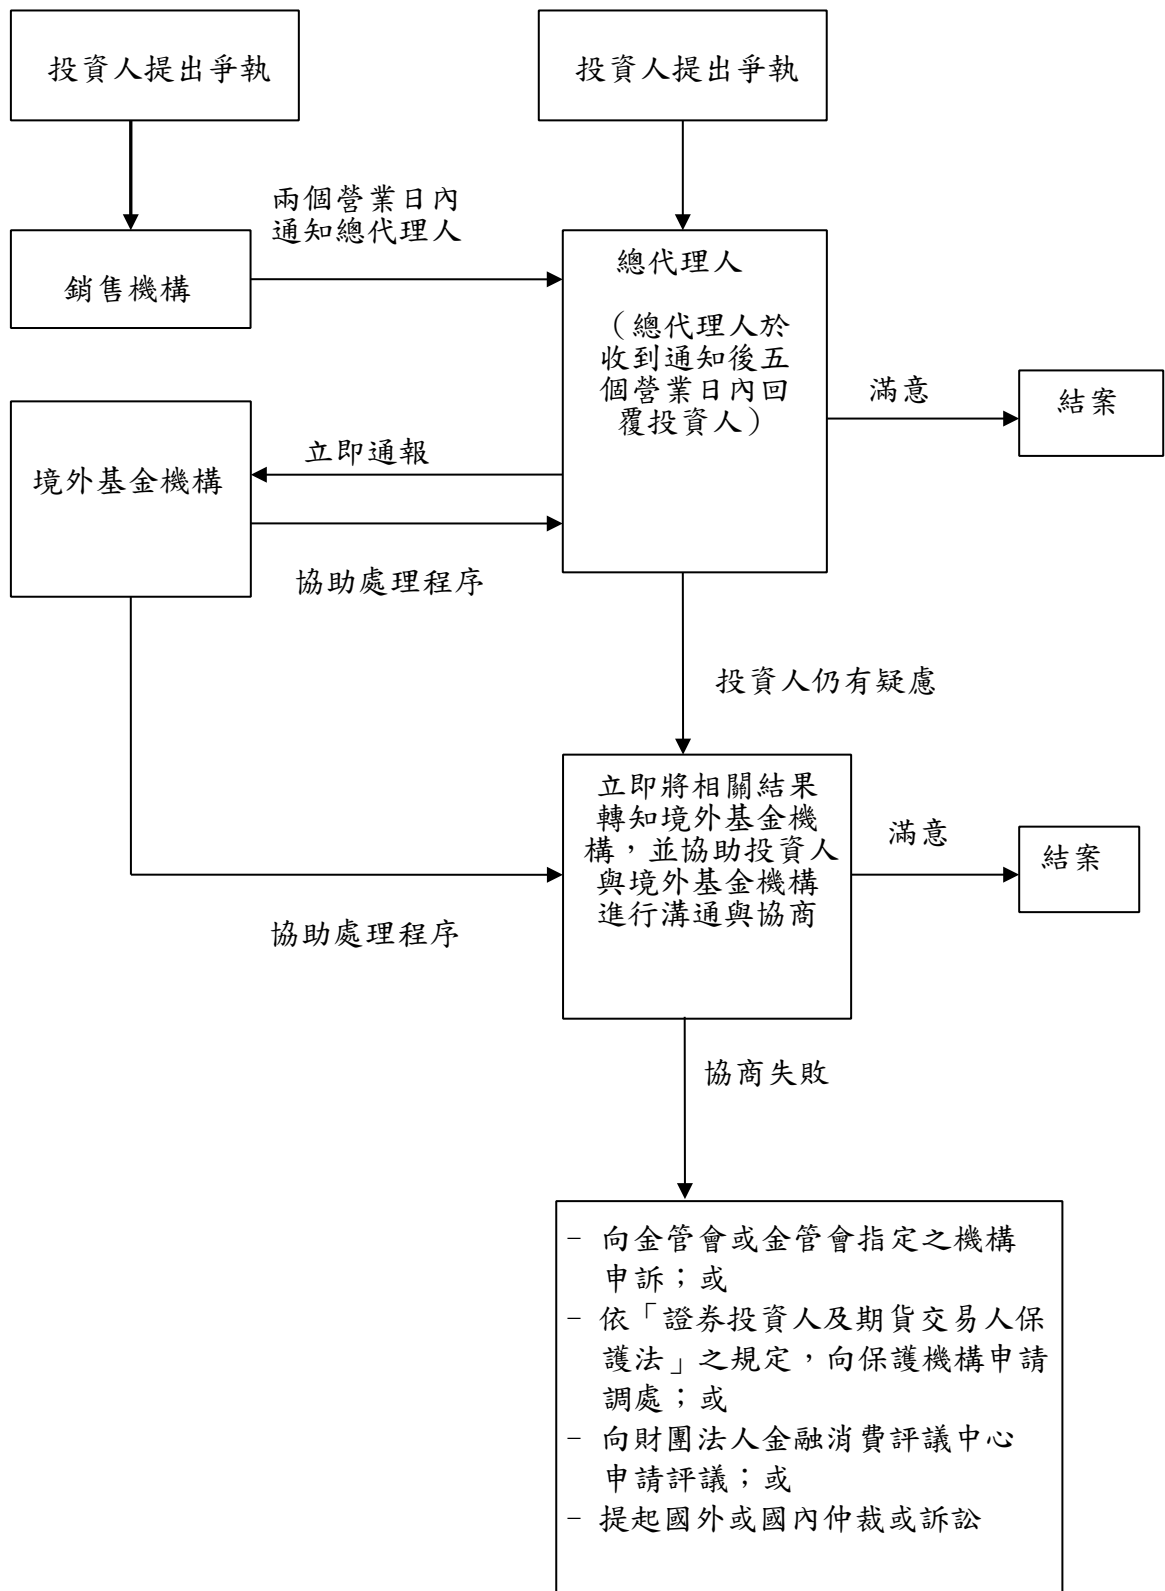 投資人提出爭執
投資人提出爭執
兩個營業日內
通知總代理人
銷售機構
總代理人
（總代理人於
收到通知後五
個營業日內回
覆投資人）
滿意
結案
境外基金機構
立即通報
協助處理程序
投資人仍有疑慮
立即將相關結果
轉知境外基金機
構，並協助投資人
與境外基金機構
進行溝通與協商
滿意
結案
協助處理程序
協商失敗
- 向金管會或金管會指定之機構
申訴；或
- 依「證券投資人及期貨交易人保
護法」之規定，向保護機構申請
調處；或
- 向財團法人金融消費評議中心
申請評議；或
- 提起國外或國內仲裁或訴訟